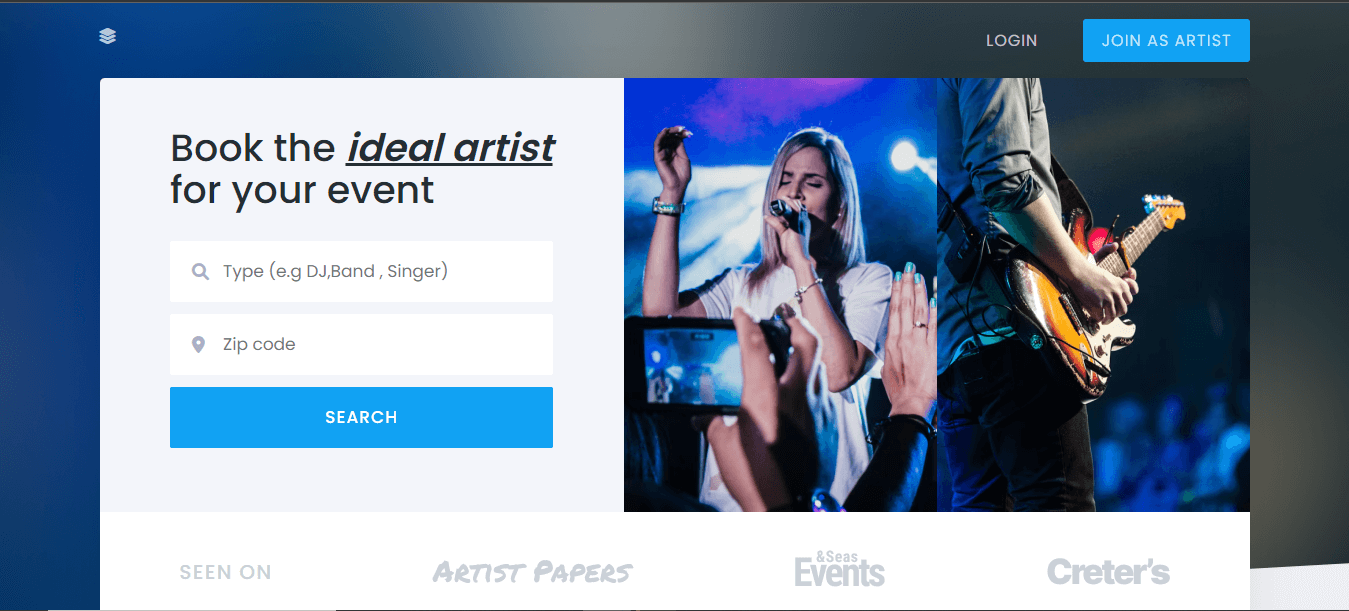 LOGIN
JOIN AS ARTIST
Book the ideal artist
for your event
Type (e.g DJ,Band , Singer)
Zip code
SEARCH
SEEN ON
ARTIST PAPERS
&Seas
Events
Creter's